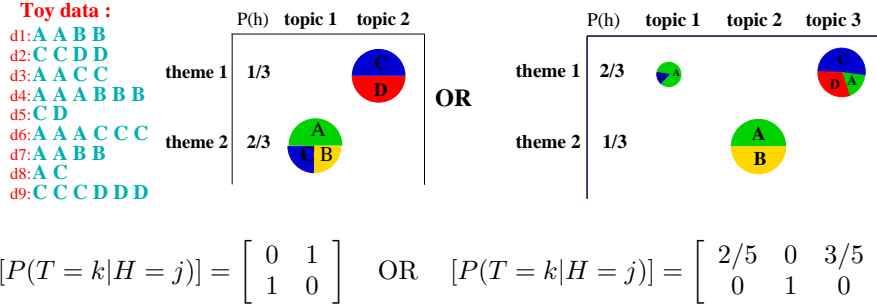 Toy data :
d1:A A B B
d2:C C D D
d3:A A C C
d4:A A A B B B
d5:C D
d6:A A A C C C
d7:A A B B
d8:A C
d9:C C C D D D
P(h) topic 1 topic 2
theme 1 1/3 C D
theme 2 2/3 A C B
OR
P(h) topic 1 topic 2 topic 3
theme 1 2/3 A C D A
theme 2 1/3 A B
[P(T = k|H = j)] = [ 0 1 1 0 ] OR [P(T = k|H = j)] = [ 2/5 0 3/5 0 1 0